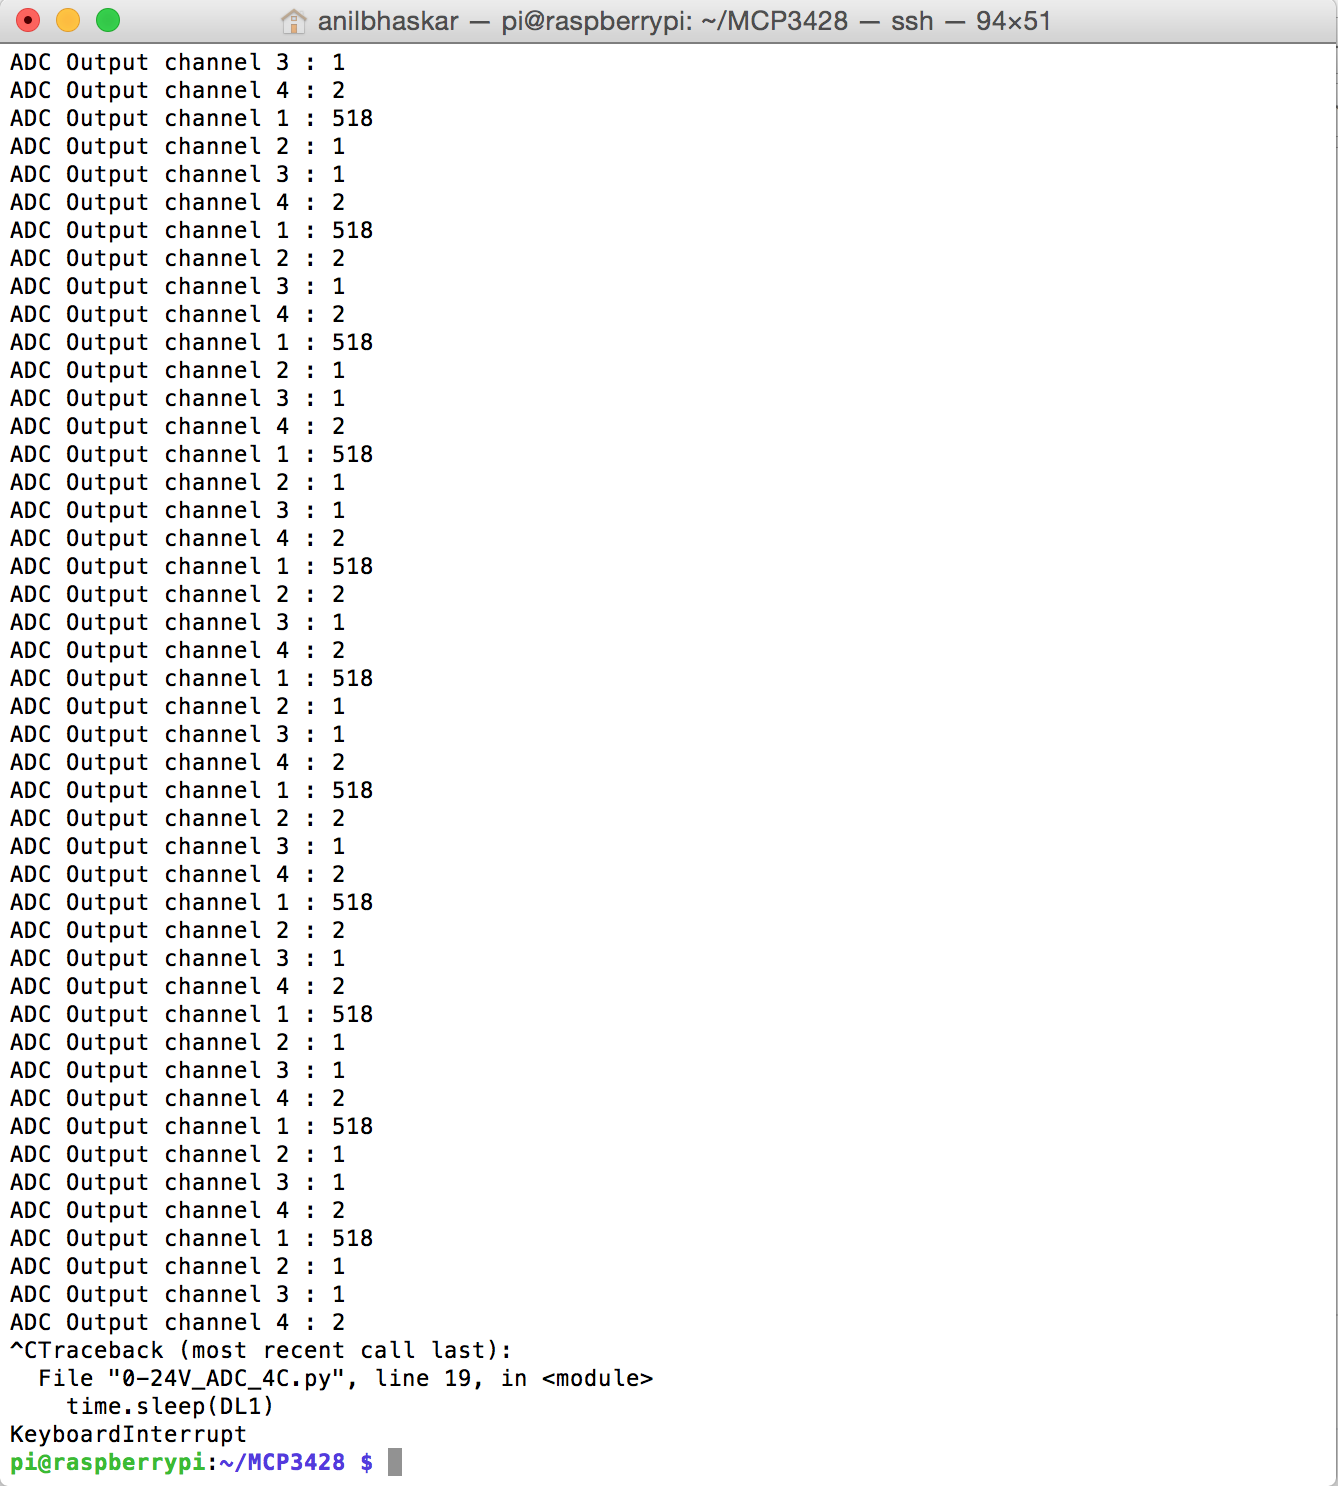 anilbhaskar — pi@raspberrypi: ~/MCP3428 — ssh — 94×51
ADC Output channel 3 : 1
ADC Output channel 4 : 2
ADC Output channel 1 : 518
ADC Output channel 2 : 1
ADC Output channel 3 : 1
ADC Output channel 4 : 2
ADC Output channel 1 : 518
ADC Output channel 2 : 2
ADC Output channel 3 : 1
ADC Output channel 4 : 2
ADC Output channel 1 : 518
ADC Output channel 2 : 1
ADC Output channel 3 : 1
ADC Output channel 4 : 2
ADC Output channel 1 : 518
ADC Output channel 2 : 1
ADC Output channel 3 : 1
ADC Output channel 4 : 2
ADC Output channel 1 : 518
ADC Output channel 2 : 2
ADC Output channel 3 : 1
ADC Output channel 4 : 2
ADC Output channel 1 : 518
ADC Output channel 2 : 1
ADC Output channel 3 : 1
ADC Output channel 4 : 2
ADC Output channel 1 : 518
ADC Output channel 2 : 2
ADC Output channel 3 : 1
ADC Output channel 4 : 2
ADC Output channel 1 : 518
ADC Output channel 2 : 2
ADC Output channel 3 : 1
ADC Output channel 4 : 2
ADC Output channel 1 : 518
ADC Output channel 2 : 1
ADC Output channel 3 : 1
ADC Output channel 4 : 2
ADC Output channel 1 : 518
ADC Output channel 2 : 1
ADC Output channel 3 : 1
ADC Output channel 4 : 2
ADC Output channel 1 : 518
ADC Output channel 2 : 1
ADC Output channel 3 : 1
ADC Output channel 4 : 2
^CTraceback (most recent call last):
  File "0-24V_ADC_4C.py", line 19, in <module>
    time.sleep(DL1)
KeyboardInterrupt
pi@raspberrypi:~/MCP3428 $